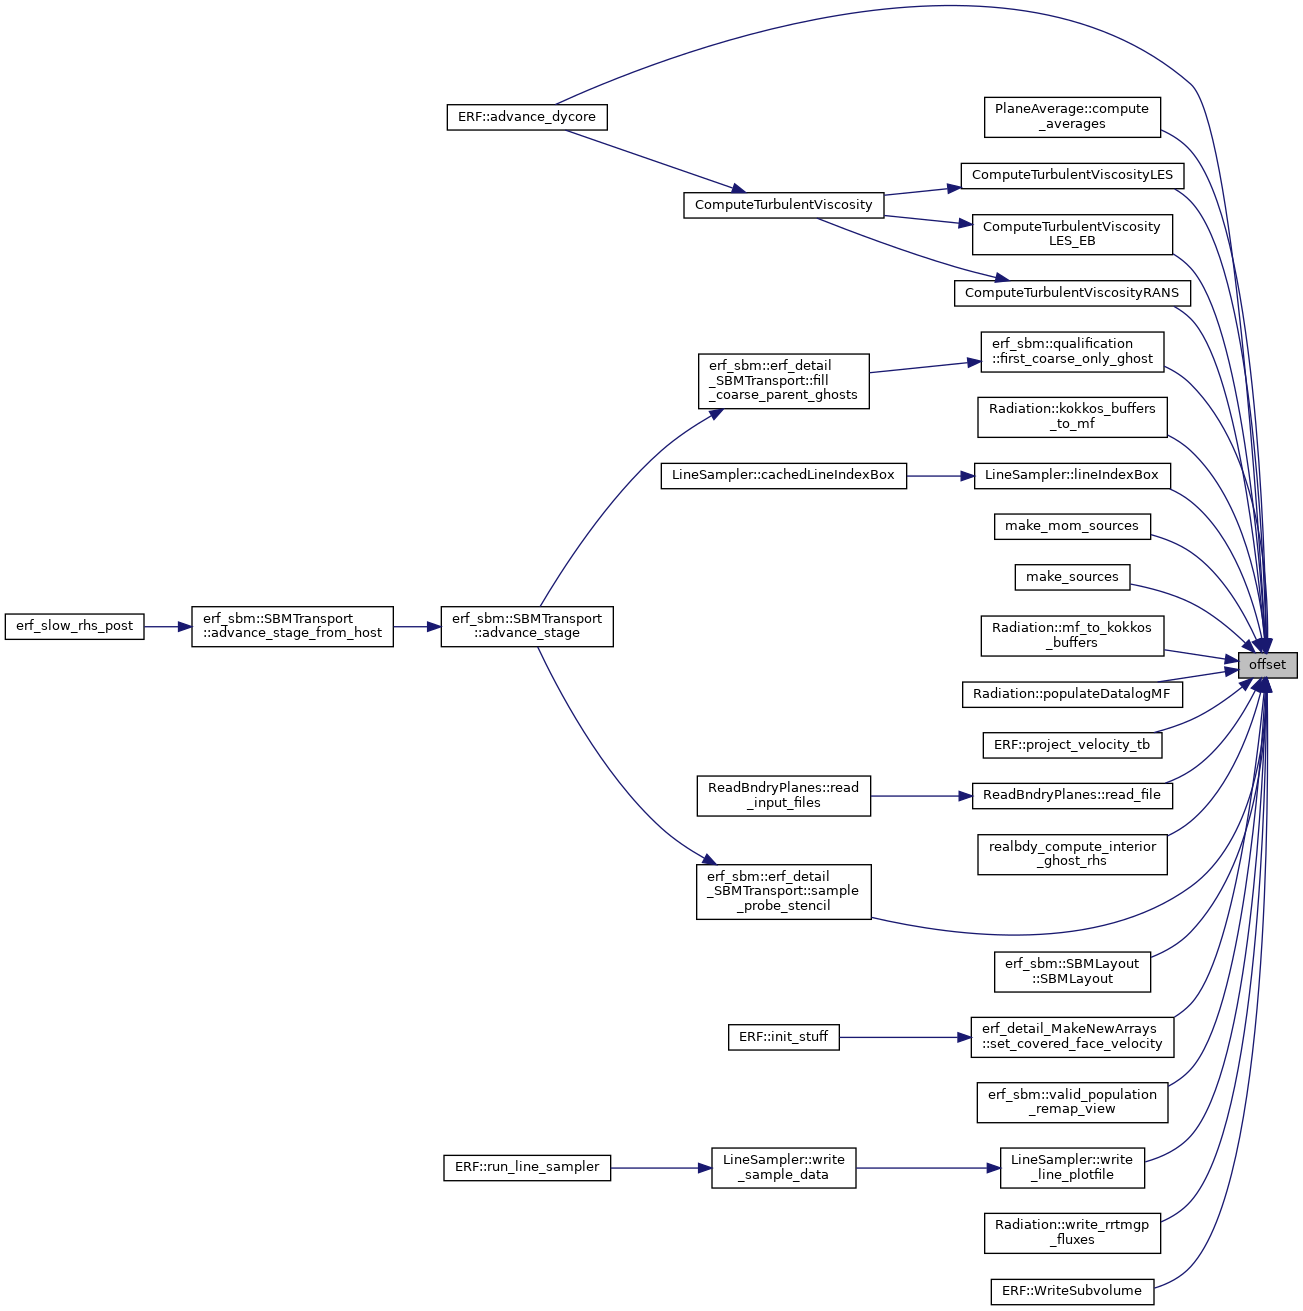 ERF::advance_dycore
PlaneAverage::compute
_averages
ComputeTurbulentViscosityLES
ComputeTurbulentViscosity
ComputeTurbulentViscosity
LES_EB
ComputeTurbulentViscosityRANS
erf_sbm::qualification
::first_coarse_only_ghost
erf_sbm::erf_detail
_SBMTransport::fill
_coarse_parent_ghosts
Radiation::kokkos_buffers
_to_mf
LineSampler::cachedLineIndexBox
LineSampler::lineIndexBox
make_mom_sources
make_sources
erf_slow_rhs_post
erf_sbm::SBMTransport
::advance_stage_from_host
erf_sbm::SBMTransport
::advance_stage
Radiation::mf_to_kokkos
_buffers
offset
Radiation::populateDatalogMF
ERF::project_velocity_tb
ReadBndryPlanes::read
_input_files
ReadBndryPlanes::read_file
realbdy_compute_interior
_ghost_rhs
erf_sbm::erf_detail
_SBMTransport::sample
_probe_stencil
erf_sbm::SBMLayout
::SBMLayout
ERF::init_stuff
erf_detail_MakeNewArrays
::set_covered_face_velocity
erf_sbm::valid_population
_remap_view
ERF::run_line_sampler
LineSampler::write
_sample_data
LineSampler::write
_line_plotfile
Radiation::write_rrtmgp
_fluxes
ERF::WriteSubvolume